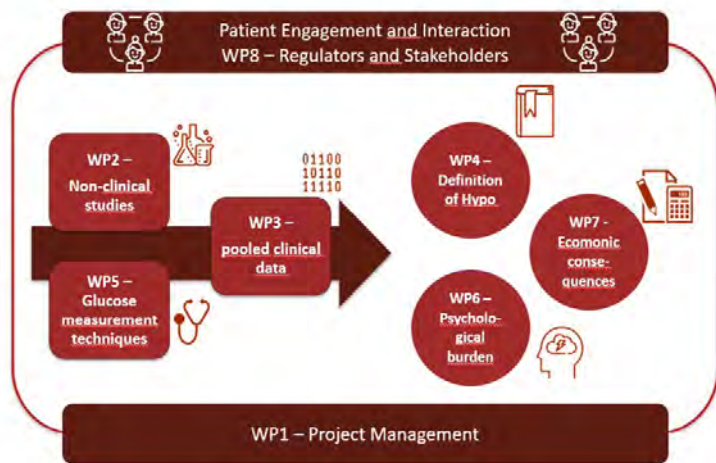 Patient Engagement and Interaction
WP8 – Regulators and Stakeholders
WP2 –
Non-clinical
studies
01100
10110
11110
WP3 –
pooled clinical
data
WP5 –
Glucose
measurement
techniques
WP4 –
Definition
of Hypo
WP7 -
Ecomonic
conse-
quences
WP6 –
Psycholo-
gical
burden
WP1 – Project Management